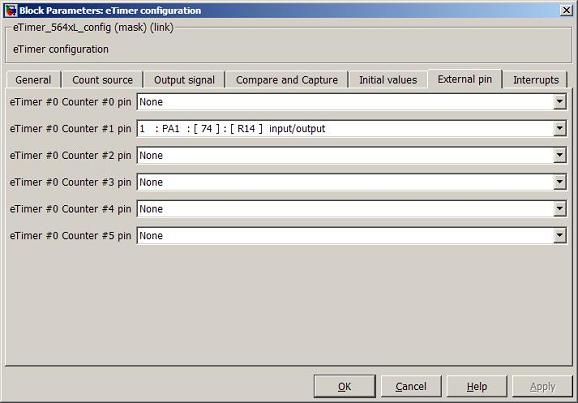 Block Parameters: eTimer configuration
eTimer_564xL_config (mask) (link)
eTimer configuration
General Count source Output signal Compare and Capture Initial values External pin Interrupts
eTimer #0 Counter #0 pin None
eTimer #0 Counter #1 pin 1 : PA1 : [ 74 ] : [ R14 ] input/output
eTimer #0 Counter #2 pin None
eTimer #0 Counter #3 pin None
eTimer #0 Counter #4 pin None
eTimer #0 Counter #5 pin None
OK Cancel Help Apply